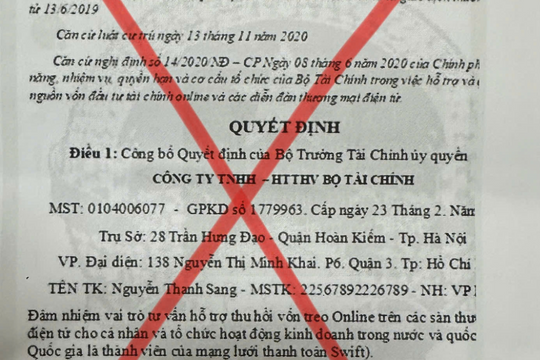 từ 13/6/2019
Căn cứ luật cư trú ngày 13 tháng 11 năm 2020
Căn cứ nghị định số 14/2020/NĐ – CP Ngày 08 tháng 6 năm 2020 của Chính ph
năng, nhiệm vụ, quyền hạn và cơ cấu tổ chức của Bộ Tài Chính trong việc hỗ trợ và
nguồn vốn đầu tư tài chính online và các diễn đàn thương mại điện tử.
QUYẾT ĐỊNH
Điều 1: Công bố Quyết định của Bộ Trưởng Tài Chính ủy quyền
CÔNG TY TNHH – HTTHV BỘ TÀI CHÍNH
MST: 0104006077 - GPKD số 1779963. Cấp ngày 23 Tháng 2. Năm
Trụ Sở: 28 Trần Hưng Đạo - Quận Hoàn Kiếm - Tp. Hà Nội
VP. Đại diện: 138 Nguyễn Thị Minh Khai. P6. Quận 3. Tp: Hồ Chí
TÊN TK: Nguyễn Thanh Sang - MSTK: 22567892226789 - NH: VP
Đảm nhiệm vai trò tư vấn hỗ trợ thu hồi vốn treo Online trên các sàn thư
điện tử cho cá nhân và tổ chức hoạt động kinh doanh trong nước và quốc
Quốc gia là thành viên của mạng lưới thanh toán Swift).